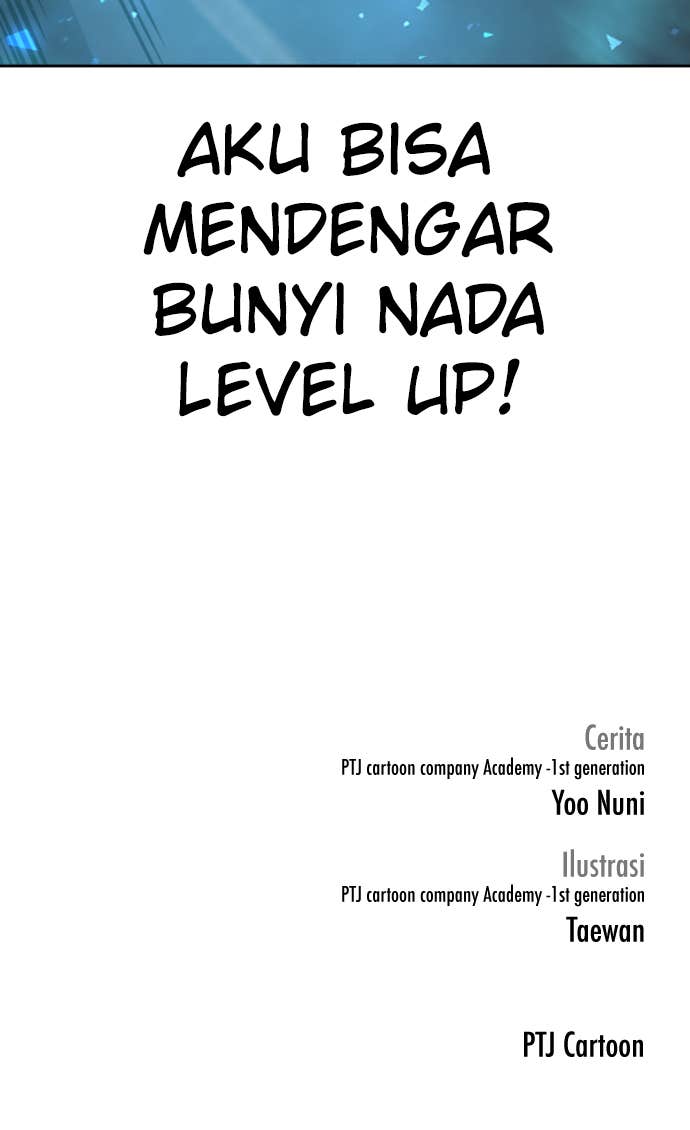 AKU BISA
MENDENGAR
BUNYI NADA
LEVEL UP!
Cerita
PTJ cartoon company Academy -1st generation
Yoo Nuni
Ilustrasi
PTJ cartoon company Academy -1st generation
Taewan
PTJ Cartoon